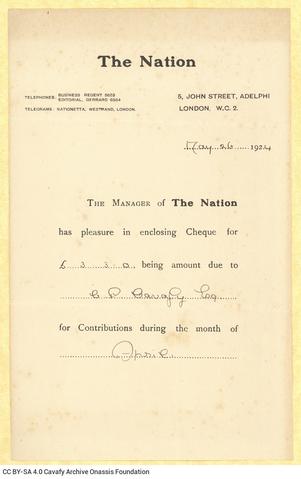 The Nation
TELEPHONES: BUSINESS REGENT 5629
EDITORIAL, GERRARD 6584
TELEGRAMS: NATIONETTA, WESTRAND, LONDON.
5, JOHN STREET, ADELPHI
LONDON, W.C. 2.
May 26 1924
THE MANAGER of The Nation
has pleasure in enclosing Cheque for
£ 3 . 3 . 0 being amount due to
C P Cavafy Esq
for Contributions during the month of
April
CC BY-SA 4.0 Cavafy Archive Onassis Foundation